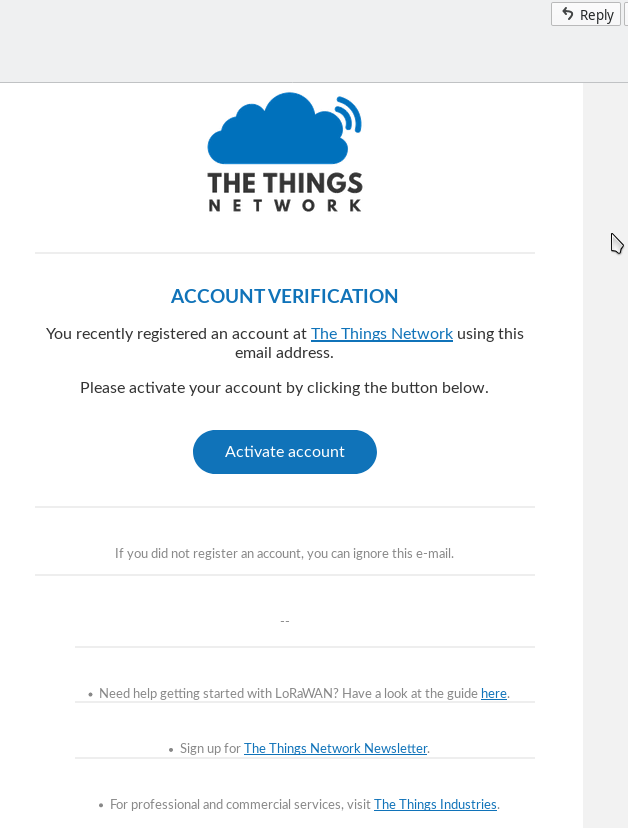 Reply
THE THINGS
NETWORK
ACCOUNT VERIFICATION
You recently registered an account at The Things Network using this
email address.
Please activate your account by clicking the button below.
Activate account
If you did not register an account, you can ignore this e-mail.
--
• Need help getting started with LoRaWAN? Have a look at the guide here.
• Sign up for The Things Network Newsletter.
• For professional and commercial services, visit The Things Industries.